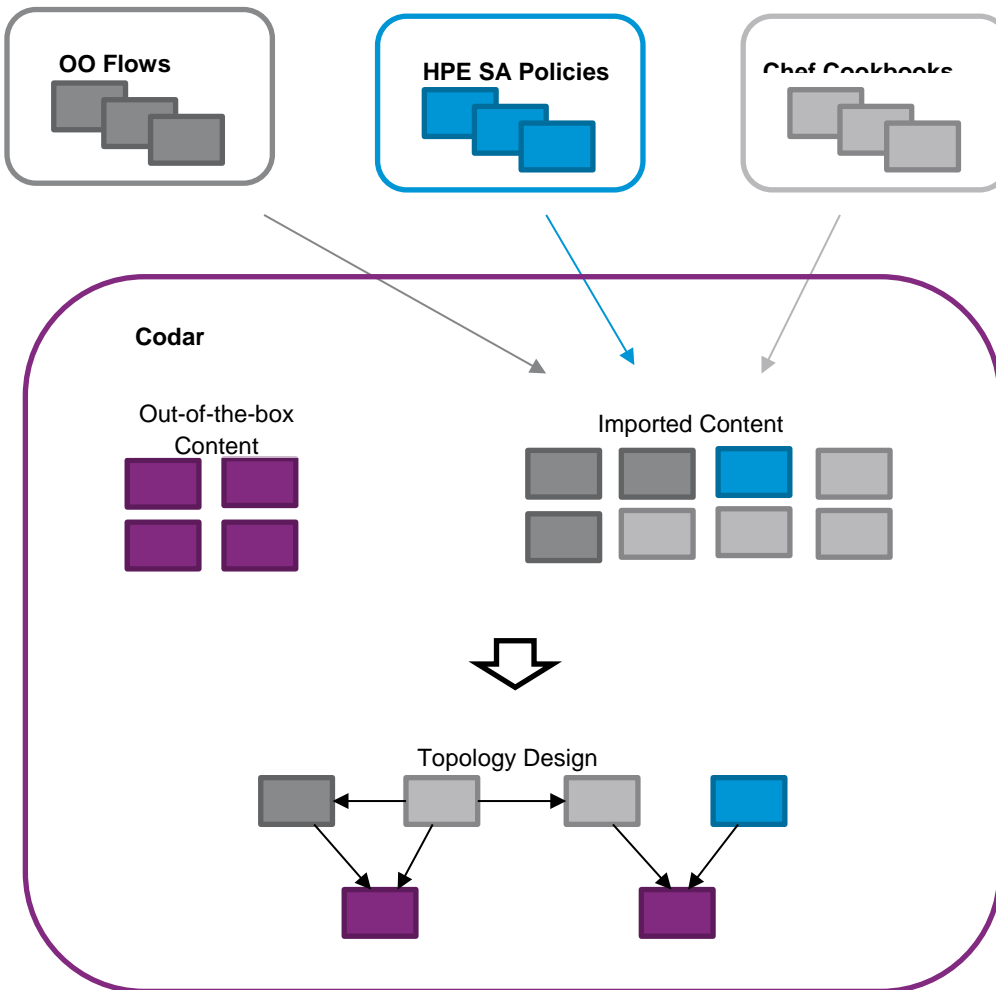 OO Flows
HPE SA Policies
Chef Cookbooks
Codar
Out-of-the-box
Content
Imported Content
Topology Design